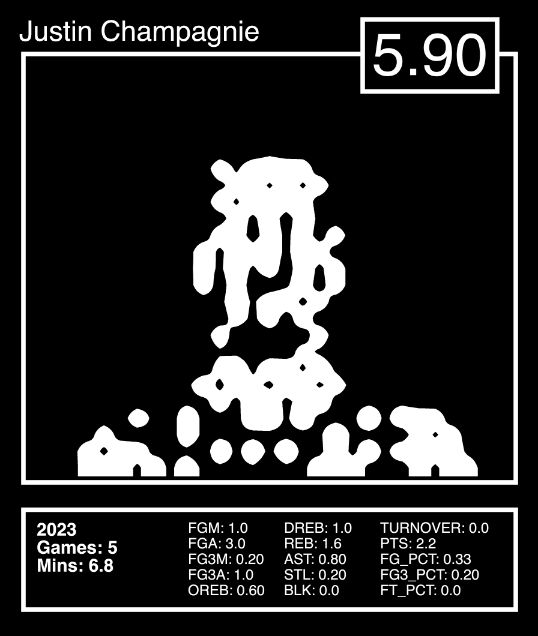 Justin Champagnie
5.90
2023
Games: 5
Mins: 6.8
FGM: 1.0
FGA: 3.0
FG3M: 0.20
FG3A: 1.0
OREB: 0.60
DREB: 1.0
REB: 1.6
AST: 0.80
STL: 0.20
BLK: 0.0
TURNOVER: 0.0
PTS: 2.2
FG_PCT: 0.33
FG3_PCT: 0.20
FT_PCT: 0.0